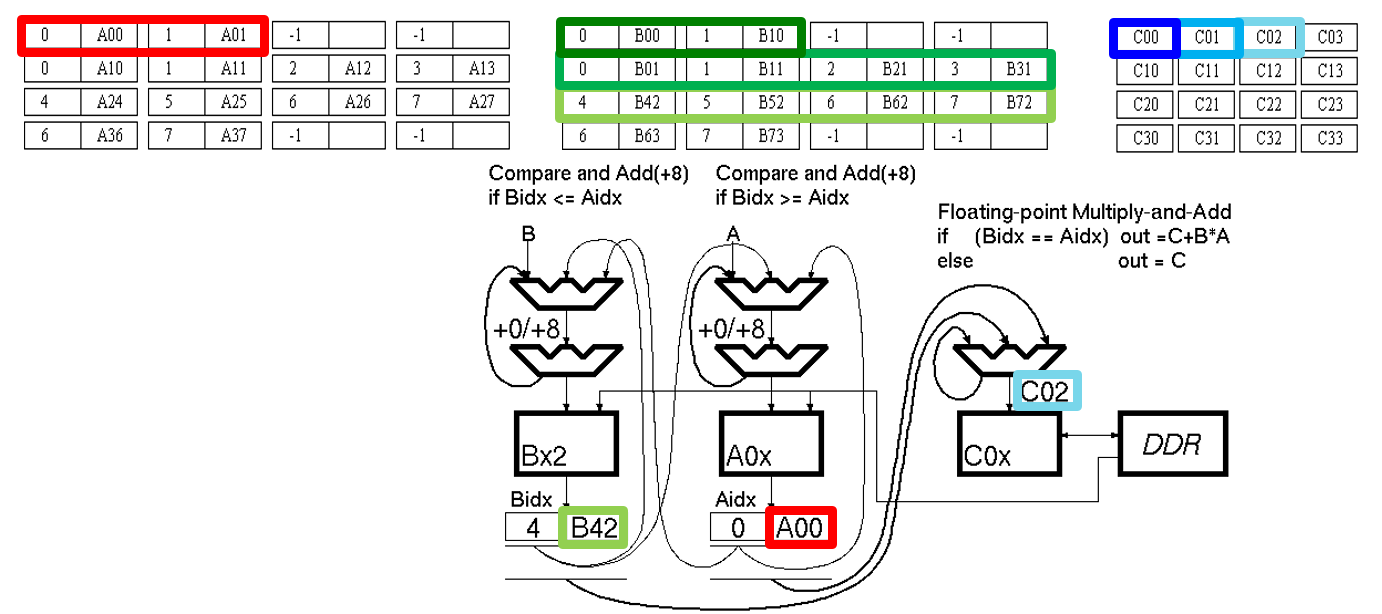 0 A00 1 A01 -1 -1
0 A10 1 A11 2 A12 3 A13
4 A24 5 A25 6 A26 7 A27
6 A36 7 A37 -1 -1
0 B00 1 B10 -1 -1
0 B01 1 B11 2 B21 3 B31
4 B42 5 B52 6 B62 7 B72
6 B63 7 B73 -1 -1
C00 C01 C02 C03
C10 C11 C12 C13
C20 C21 C22 C23
C30 C31 C32 C33
Compare and Add(+8)
if Bidx <= Aidx
Compare and Add(+8)
if Bidx >= Aidx
Floating-point Multiply-and-Add
if (Bidx == Aidx) out =C+B*A
else out = C
B
A
+0/+8
+0/+8
C02
Bx2
A0x
C0x
DDR
Bidx
4 B42
Aidx
0 A00